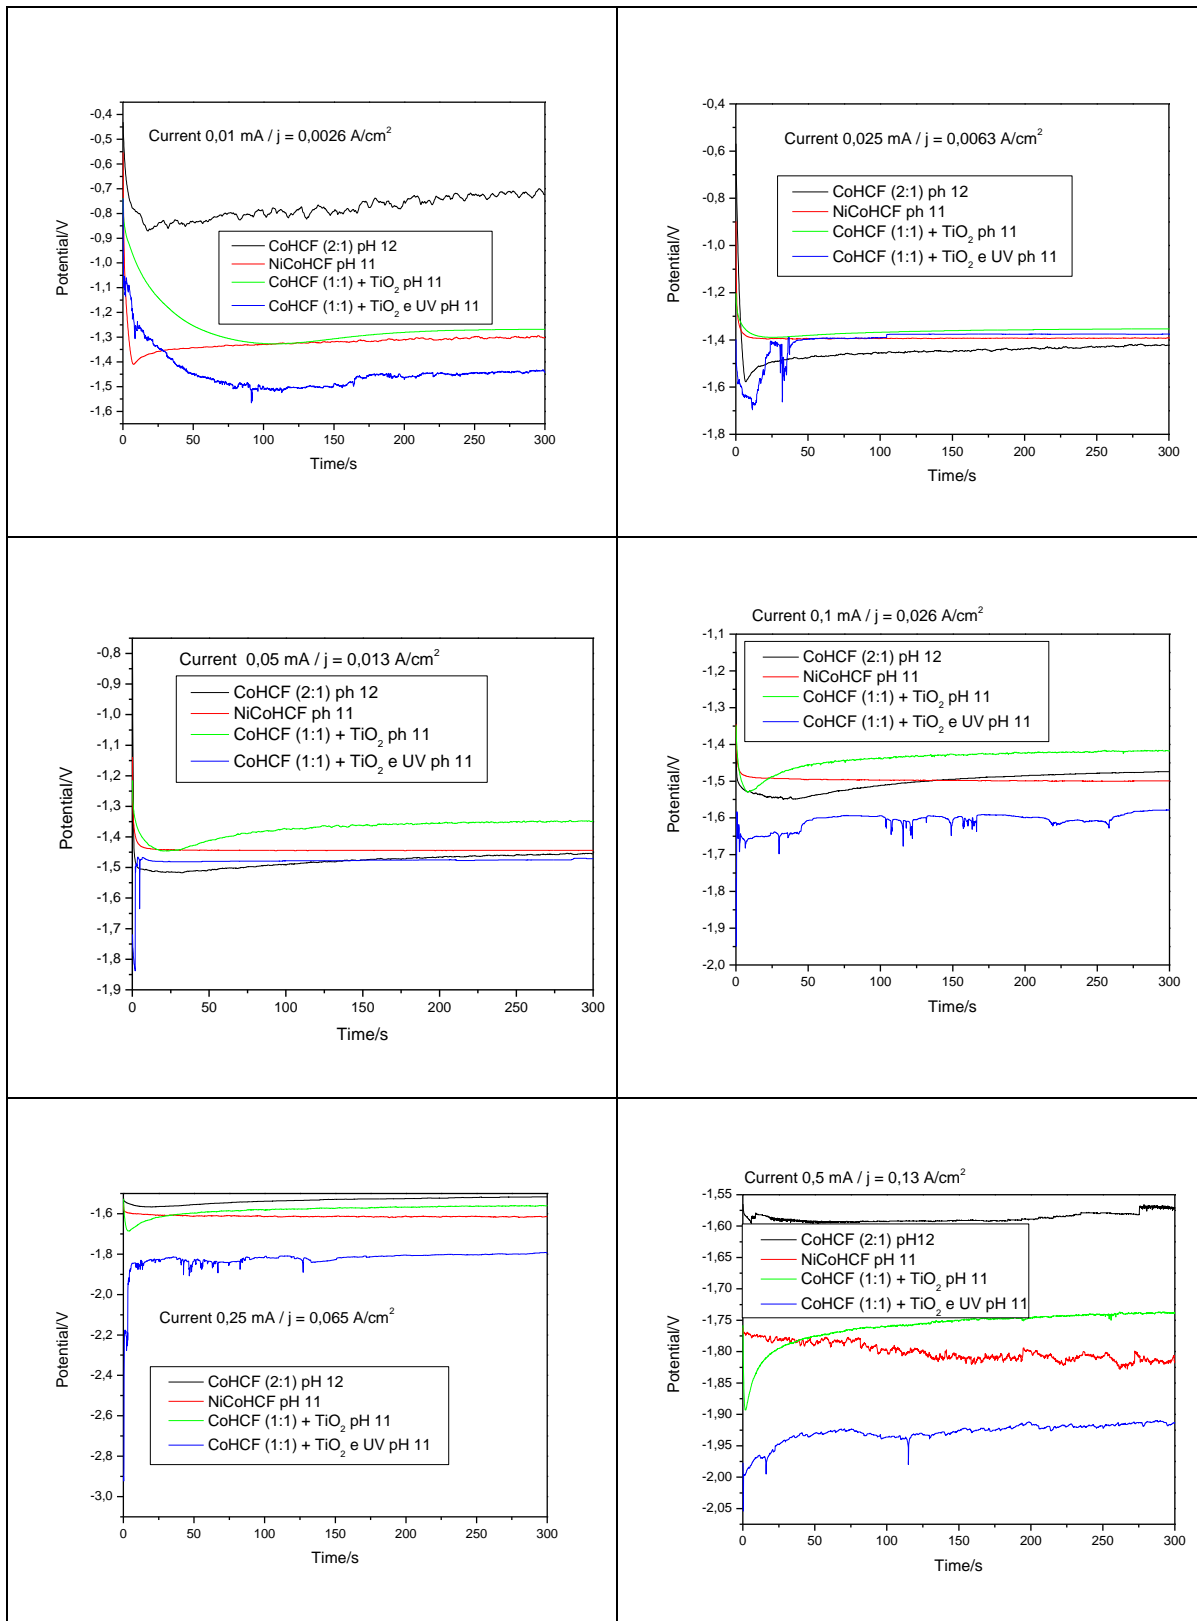 Current 0,01 mA / j = 0,0026 A/cm²
-0,4
-0,5
-0,6
-0,7
-0,8
-0,9
-1,0
-1,1
-1,2
-1,3
-1,4
-1,5
-1,6
Potential/V
CoHCF (2:1) pH 12
NiCoHCF pH 11
CoHCF (1:1) + TiO₂ pH 11
CoHCF (1:1) + TiO₂ e UV pH 11
0 50 100 150 200 250 300
Time/s
Current 0,025 mA / j = 0,0063 A/cm²
-0,4
-0,6
-0,8
-1,0
-1,2
-1,4
-1,6
-1,8
Potential/V
CoHCF (2:1) ph 12
NiCoHCF ph 11
CoHCF (1:1) + TiO₂ ph 11
CoHCF (1:1) + TiO₂ e UV ph 11
0 50 100 150 200 250 300
Time/s
Current 0,05 mA / j = 0,013 A/cm²
-0,8
-0,9
-1,0
-1,1
-1,2
-1,3
-1,4
-1,5
-1,6
-1,7
-1,8
-1,9
Potential/V
CoHCF (2:1) ph 12
NiCoHCF ph 11
CoHCF (1:1) + TiO₂ ph 11
CoHCF (1:1) + TiO₂ e UV ph 11
0 50 100 150 200 250 300
Time/s
Current 0,1 mA / j = 0,026 A/cm²
-1,1
-1,2
-1,3
-1,4
-1,5
-1,6
-1,7
-1,8
-1,9
-2,0
Potential/V
CoHCF (2:1) pH 12
NiCoHCF pH 11
CoHCF (1:1) + TiO₂ pH 11
CoHCF (1:1) + TiO₂ e UV pH 11
0 50 100 150 200 250 300
Time/s
-1,6
-1,8
-2,0
-2,2
-2,4
-2,6
-2,8
-3,0
Potential/V
Current 0,25 mA / j = 0,065 A/cm²
CoHCF (2:1) pH 12
NiCoHCF pH 11
CoHCF (1:1) + TiO₂ pH 11
CoHCF (1:1) + TiO₂ e UV pH 11
0 50 100 150 200 250 300
Time/s
Current 0,5 mA / j = 0,13 A/cm²
-1,55
-1,60
-1,65
-1,70
-1,75
-1,80
-1,85
-1,90
-1,95
-2,00
-2,05
Potential/V
CoHCF (2:1) pH12
NiCoHCF pH 11
CoHCF (1:1) + TiO₂ pH 11
CoHCF (1:1) + TiO₂ e UV pH 11
0 50 100 150 200 250 300
Time/s